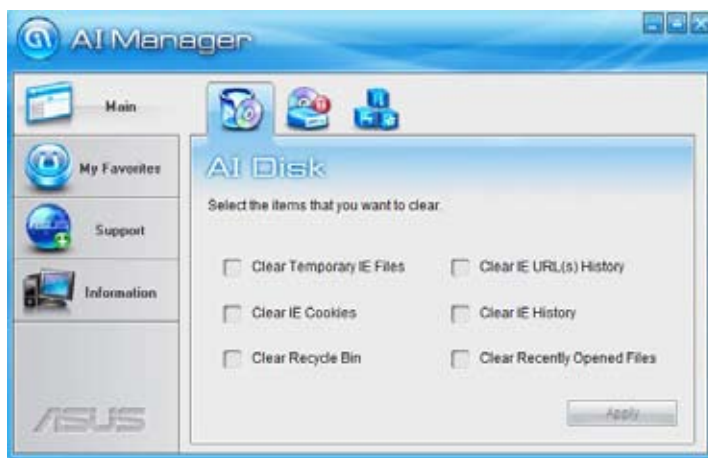 AI Manager
Main
My Favorites
Support
Information
ASUS
AI Disk
Select the items that you want to clear.
Clear Temporary IE Files
Clear IE URL(s) History
Clear IE Cookies
Clear IE History
Clear Recycle Bin
Clear Recently Opened Files
Apply